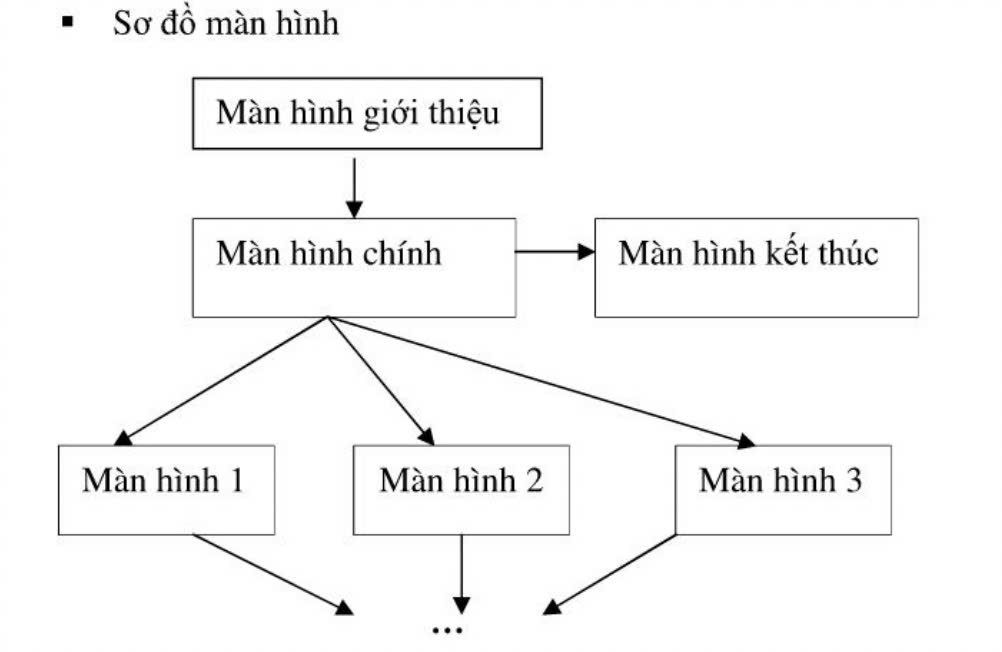 ▪ Sơ đồ màn hình
Màn hình giới thiệu
Màn hình chính
Màn hình kết thúc
Màn hình 1
Màn hình 2
Màn hình 3
...